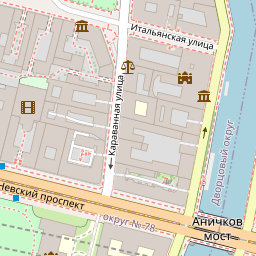 Итальянская улица
Караванная улица
Дворцовый округ
Невский проспект
округ № 78
Аничков
мост